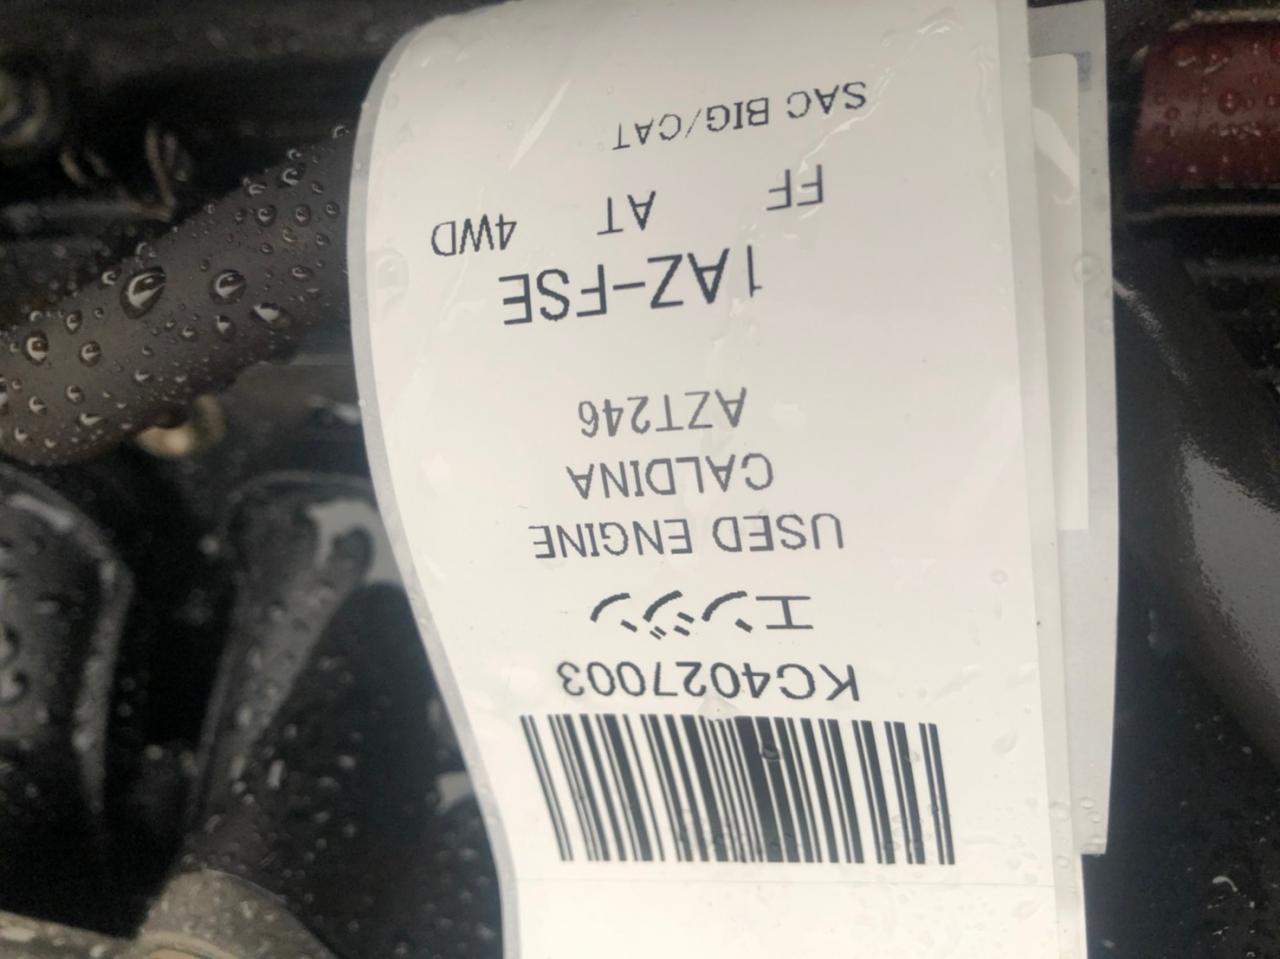 KC4027003
エンジン
USED ENGINE
CALDINA
AZT246
1AZ-FSE
FF AT 4WD
SAC BIG/CAT